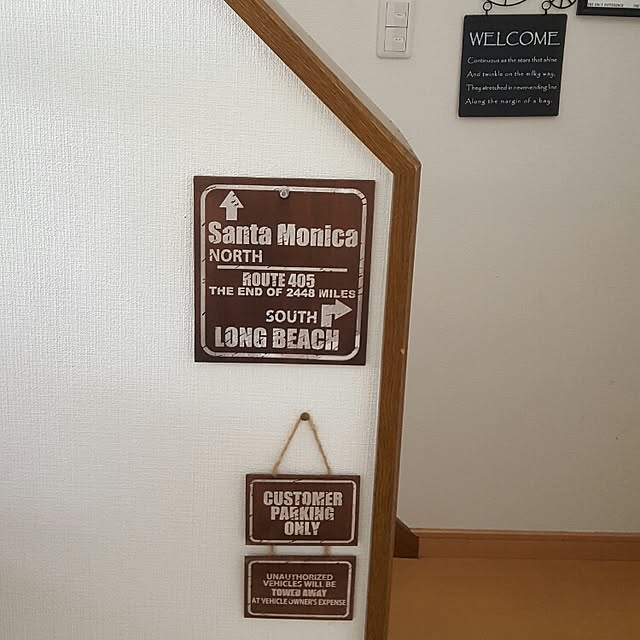 WELCOME
Continuous as the stars that shine
And twinkle on the milky way,
They stretched in never-ending line
Along the margin of a bay:
Santa Monica
NORTH
ROUTE 405
THE END OF 2448 MILES
SOUTH
LONG BEACH
CUSTOMER
PARKING
ONLY
UNAUTHORIZED
VEHICLES WILL BE
TOWED AWAY
AT VEHICLE OWNER'S EXPENSE